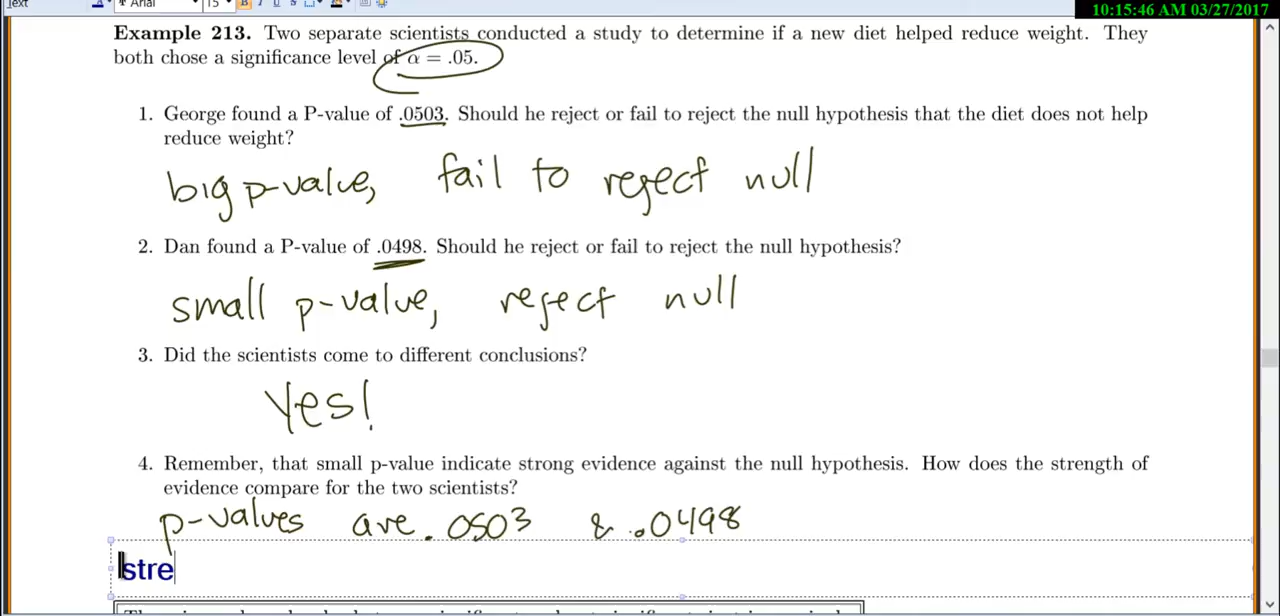 Text
Arial
15
B I U S
10:15:46 AM 03/27/2017
Example 213. Two separate scientists conducted a study to determine if a new diet helped reduce weight. They
both chose a significance level of α = .05.
1. George found a P-value of .0503. Should he reject or fail to reject the null hypothesis that the diet does not help
reduce weight?
big p-value, fail to reject null
2. Dan found a P-value of .0498. Should he reject or fail to reject the null hypothesis?
small p-value, reject null
3. Did the scientists come to different conclusions?
Yes!
4. Remember, that small p-value indicate strong evidence against the null hypothesis. How does the strength of
evidence compare for the two scientists?
p-values are .0503 & .0498
stre